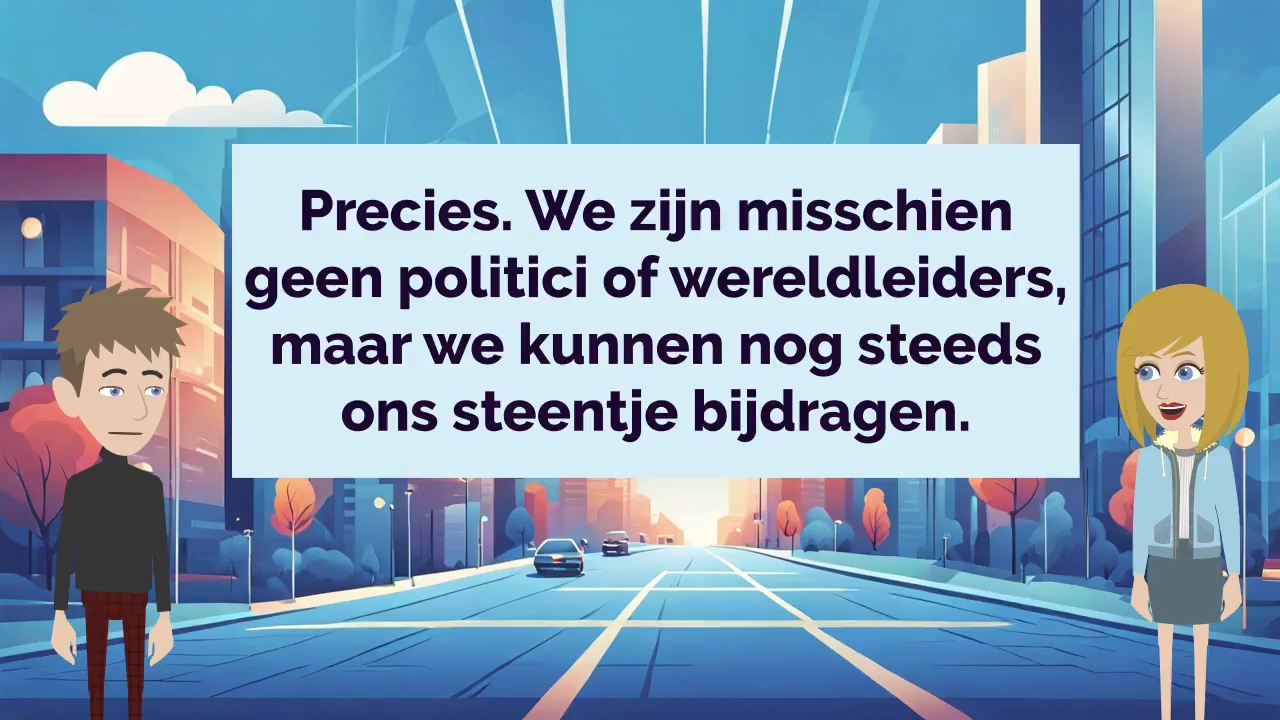 Precies. We zijn misschien
geen politici of wereldleiders,
maar we kunnen nog steeds
ons steentje bijdragen.